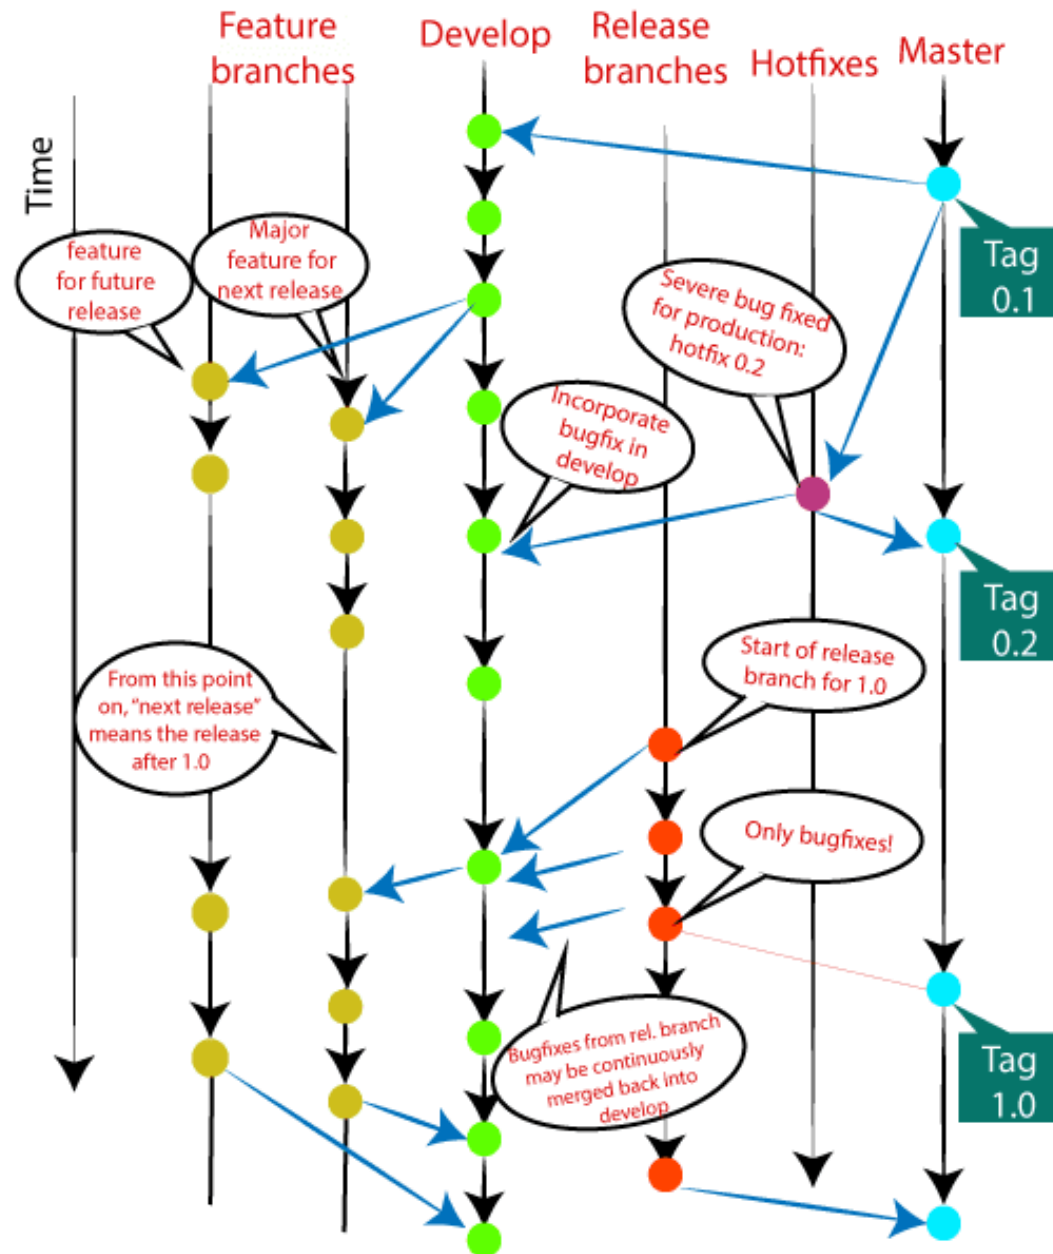 Feature
branches
Develop
Release
branches
Hotfixes
Master
Time
feature
for future
release
Major
feature for
next release
Tag
0.1
Severe bug fixed
for production:
hotfix 0.2
Incorporate
bugfix in
develop
Tag
0.2
Start of release
branch for 1.0
From this point
on, "next release"
means the release
after 1.0
Only bugfixes!
Bugfixes from rel. branch
may be continuously
merged back into
develop
Tag
1.0